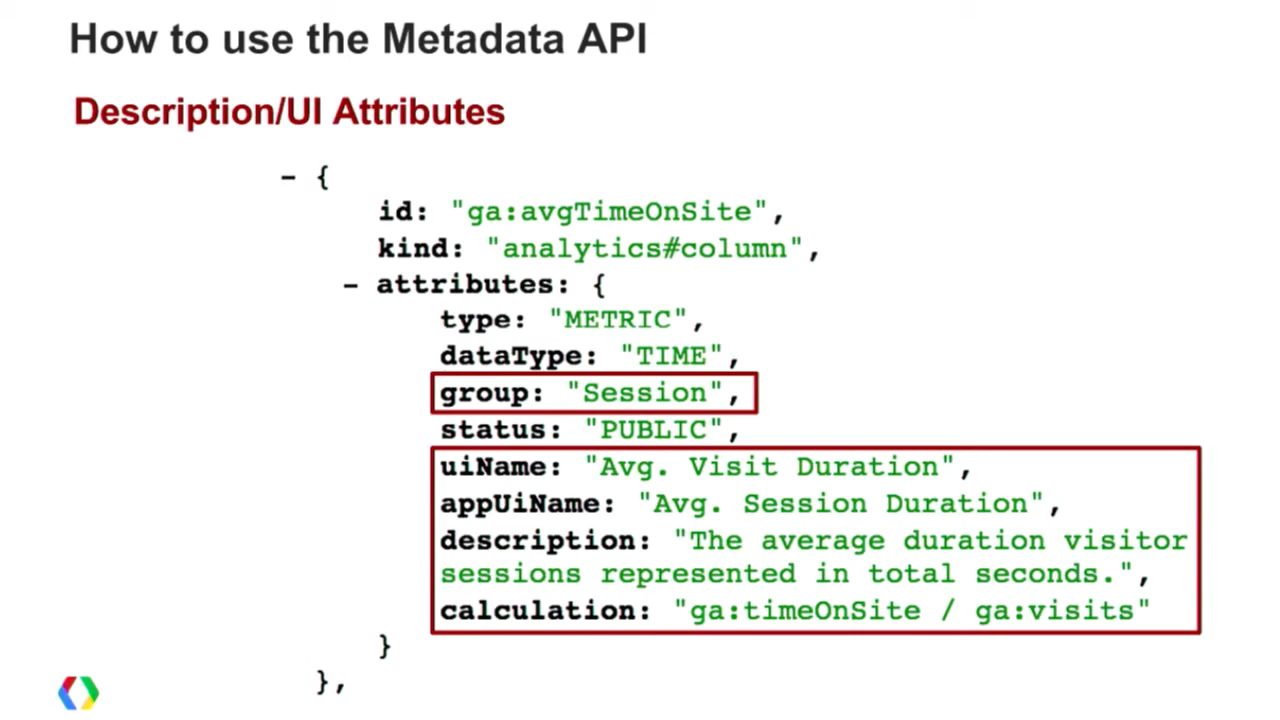 How to use the Metadata API
Description/UI Attributes
- {
id: "ga:avgTimeOnSite",
kind: "analytics#column",
- attributes: {
type: "METRIC",
dataType: "TIME",
group: "Session",
status: "PUBLIC",
uiName: "Avg. Visit Duration",
appUiName: "Avg. Session Duration",
description: "The average duration visitor
sessions represented in total seconds.",
calculation: "ga:timeOnSite / ga:visits"
}
},